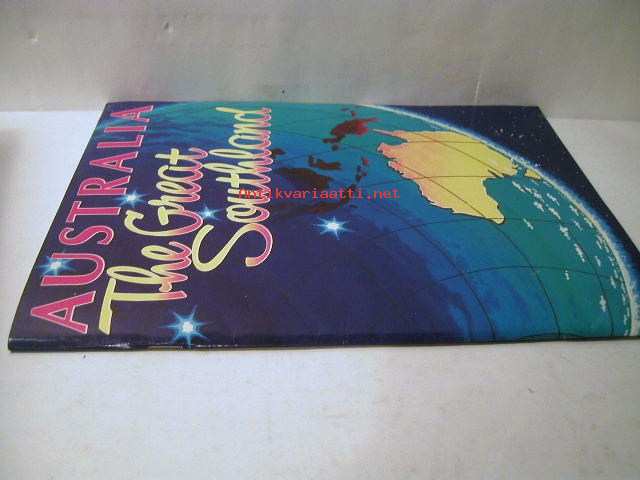 AUSTRALIA
The Great
Southland
antikvariaatti.net